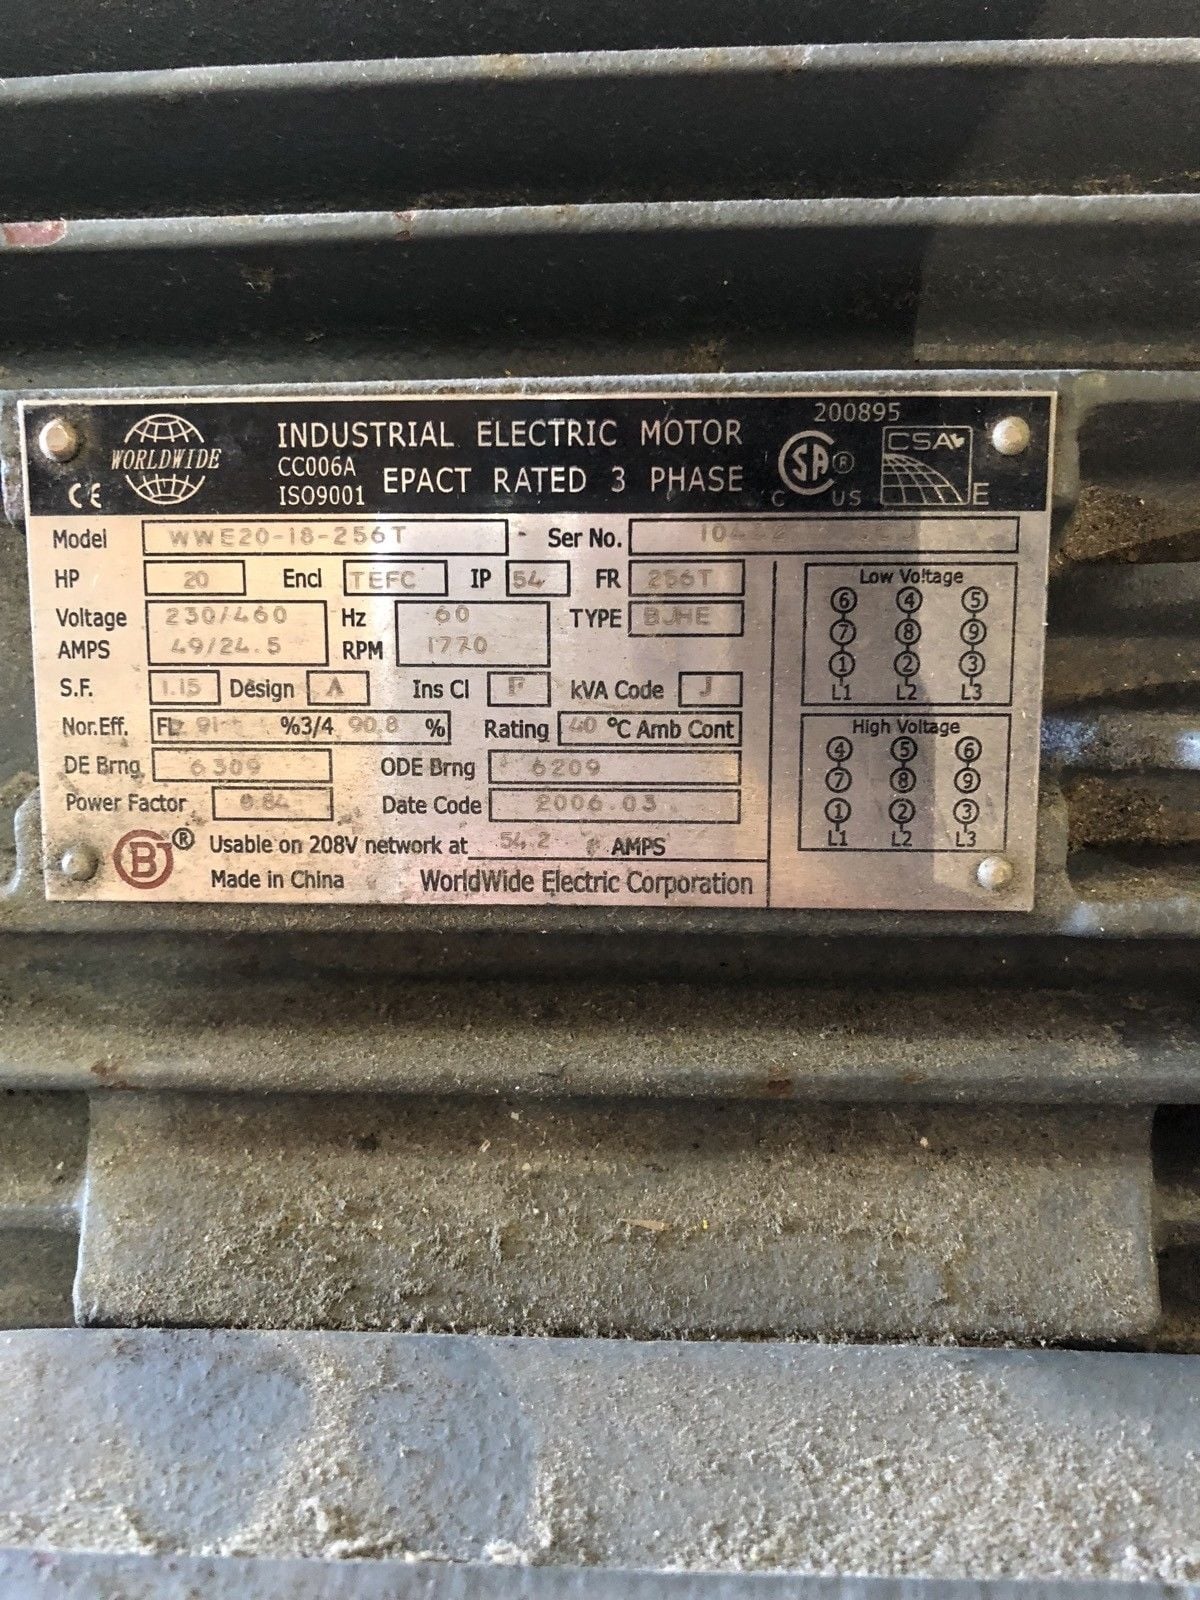 WORLDWIDE
CE
INDUSTRIAL ELECTRIC MOTOR
CC006A
ISO9001
EPACT RATED 3 PHASE
200895
SA ®
C US
CSA
E
Model WWE20-18-256T - Ser No.
HP 20 Encl TEFC IP 54 FR 256T
Voltage 230/460 Hz 60 TYPE BJHE
AMPS 49/24.5 RPM 1770
S.F. 1.15 Design A Ins Cl F kVA Code J
Nor.Eff. FL %3/4 90.8 % Rating 40 °C Amb Cont
DE Brng 6309 ODE Brng 6209
Power Factor 0.84 Date Code 2006.03
B ® Usable on 208V network at 54.2 AMPS
Made in China WorldWide Electric Corporation
Low Voltage
6 4 5
7 8 9
1 2 3
L1 L2 L3
High Voltage
4 5 6
7 8 9
1 2 3
L1 L2 L3